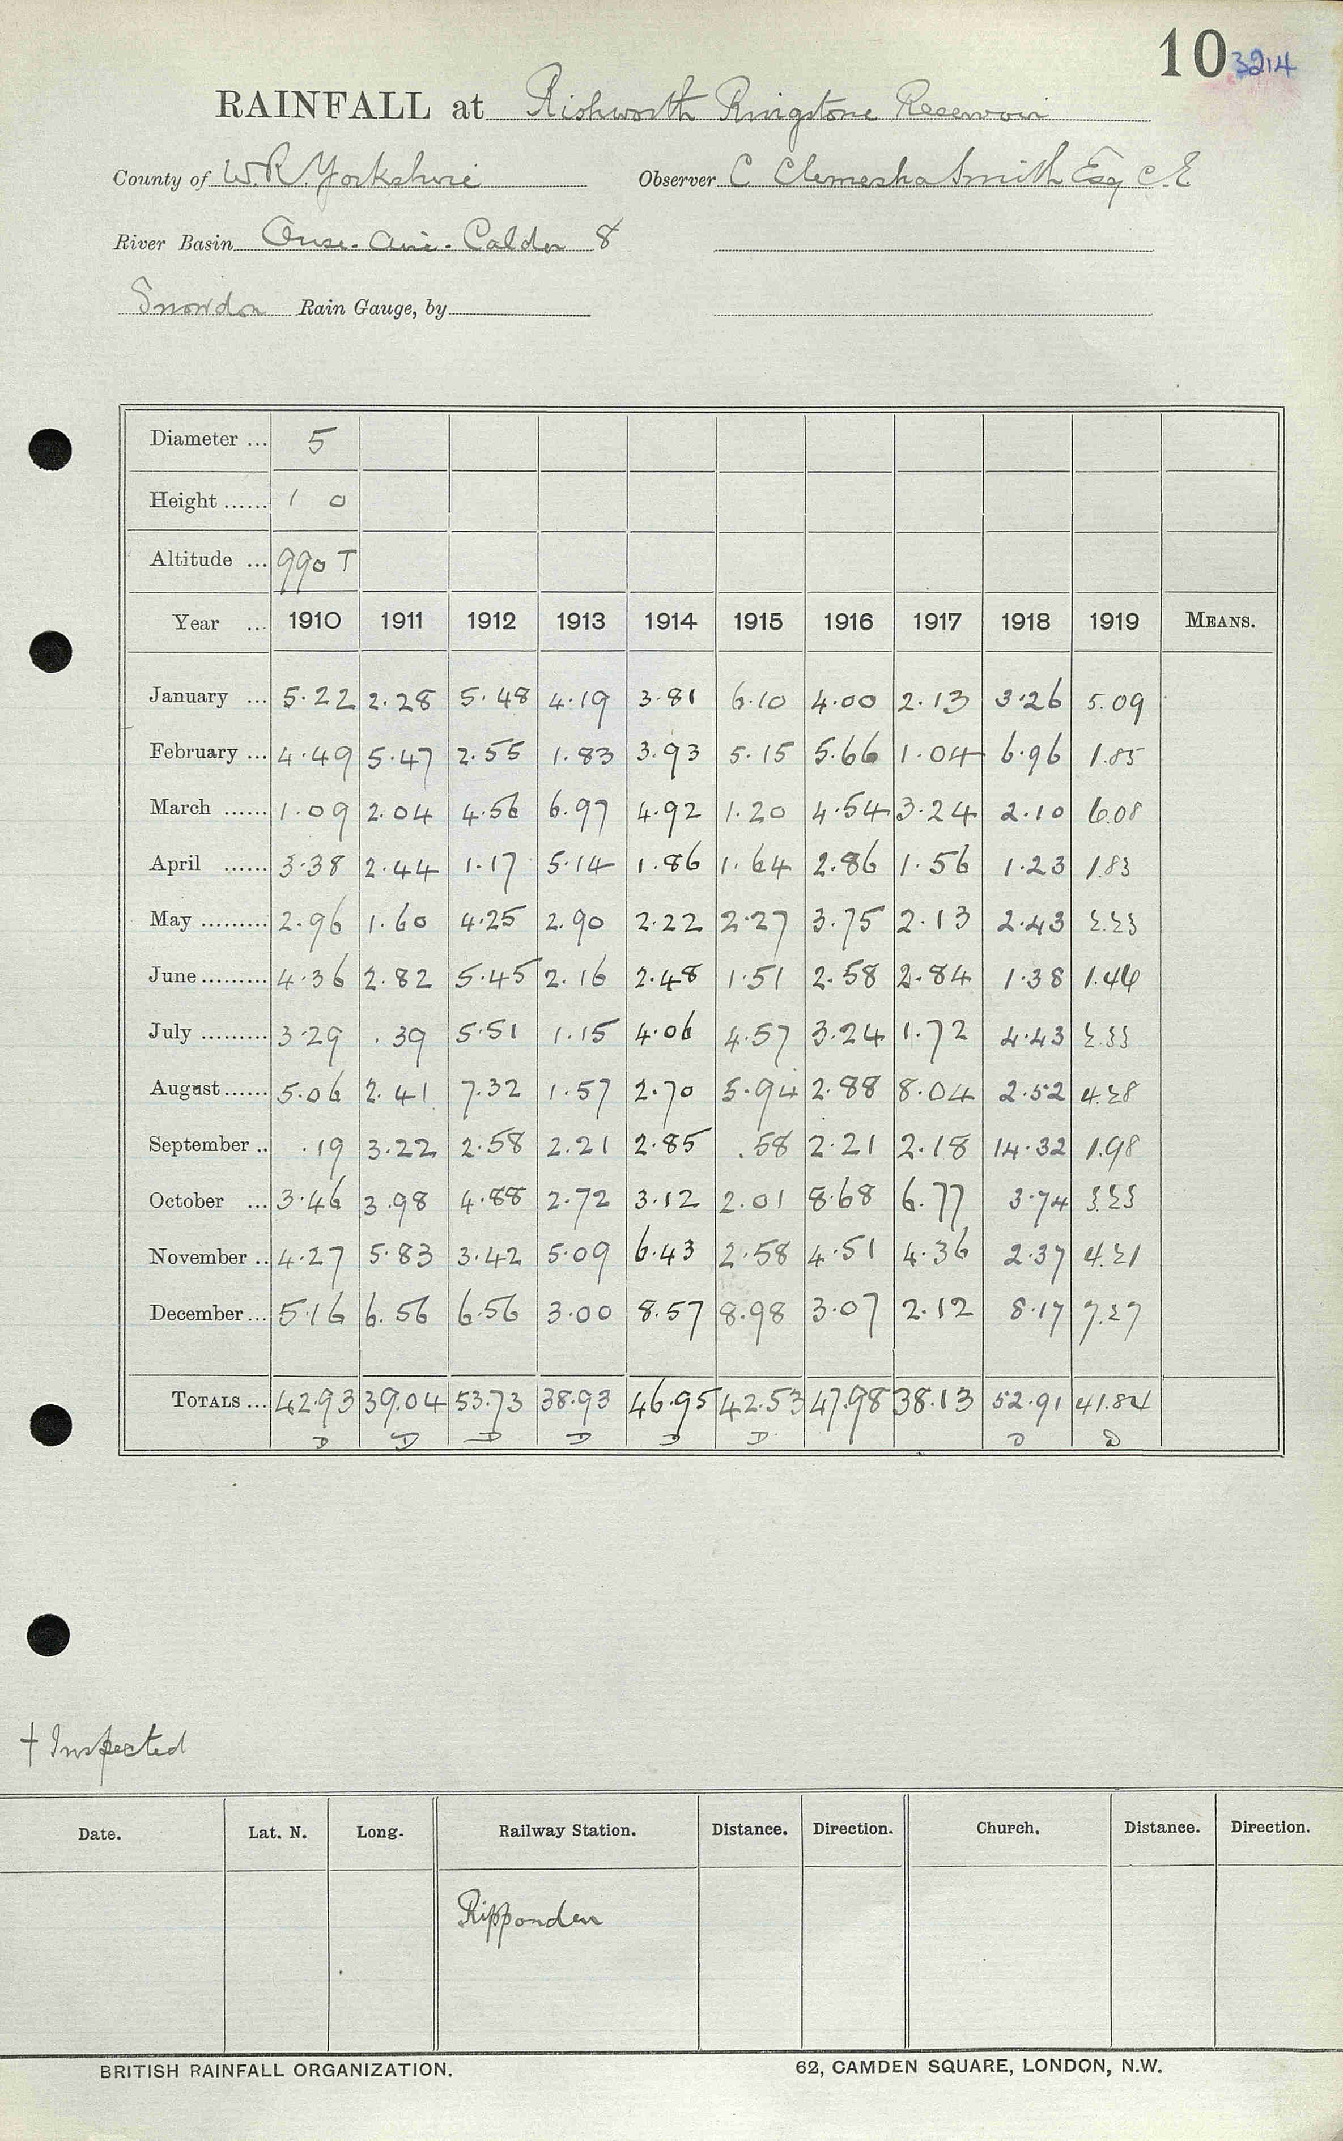 10 3214
RAINFALL at Rishworth Ringstone Reservoir
County of W.R. Yorkshire Observer C Clemesha Smith Esq C.E
River Basin Ouse - Aire - Calder 8
Snowdon Rain Gauge, by
Diameter ... 5
Height ...... 1 0
Altitude ... 990 T
Year ... 1910 1911 1912 1913 1914 1915 1916 1917 1918 1919 MEANS.
January ... 5.22 2.28 5.48 4.19 3.81 6.10 4.00 2.13 3.26 5.09
February ... 4.49 5.47 2.55 1.83 3.93 5.15 5.66 1.04 6.96 1.85
March ...... 1.09 2.04 4.56 6.97 4.92 1.20 4.54 3.24 2.10 6.08
April ...... 3.38 2.44 1.17 5.14 1.86 1.64 2.86 1.56 1.23 1.83
May ......... 2.96 1.60 4.25 2.90 2.22 2.27 3.75 2.13 2.43 2.23
June ......... 4.36 2.82 5.45 2.16 2.48 1.51 2.58 2.84 1.38 1.46
July ......... 3.29 .39 5.51 1.15 4.06 4.57 3.24 1.72 4.43 2.33
August ...... 5.06 2.41 7.32 1.57 2.70 5.94 2.88 8.04 2.52 4.28
September .. .19 3.22 2.58 2.21 2.85 .58 2.21 2.18 14.32 1.98
October ... 3.46 3.98 4.88 2.72 3.12 2.01 8.68 6.77 3.74 3.23
November .. 4.27 5.83 3.42 5.09 6.43 2.58 4.51 4.36 2.37 4.21
December ... 5.16 6.56 6.56 3.00 8.57 8.98 3.07 2.12 8.17 7.27
TOTALS ... 42.93 39.04 53.73 38.93 46.95 42.53 47.98 38.13 52.91 41.84
D D D D D D D D
† Inspected
Date. Lat. N. Long. Railway Station. Distance. Direction. Church. Distance. Direction.
Ripponden
BRITISH RAINFALL ORGANIZATION. 62, CAMDEN SQUARE, LONDON, N.W.